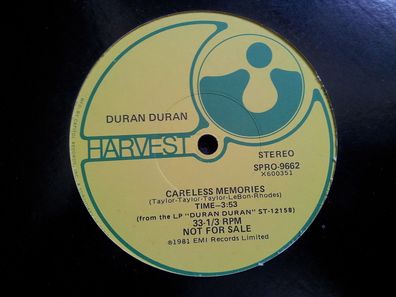 DURAN DURAN
HARVEST
STEREO
SPRO-9662
X600351
CARELESS MEMORIES
(Taylor-Taylor-Taylor-LeBon-Rhodes)
TIME-3:53
(from the LP "DURAN DURAN" ST-12158)
33-1/3 RPM
NOT FOR SALE
℗1981 EMI Records Limited